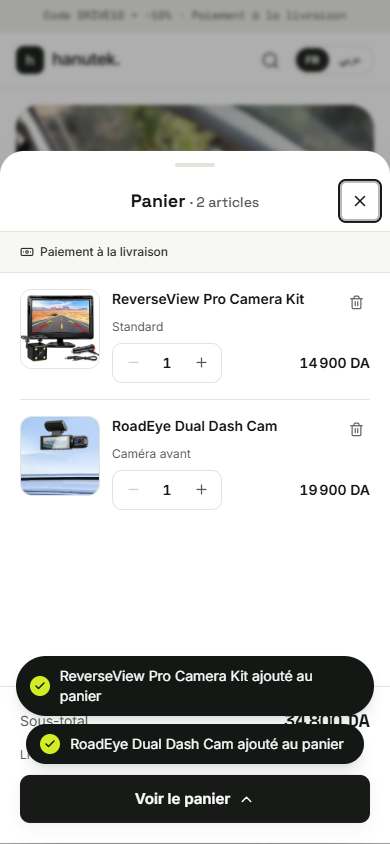 Code DRIVE10 = -10% · Paiement à la livraison
h hanutek.
FR عربي
Panier · 2 articles
Paiement à la livraison
ReverseView Pro Camera Kit
Standard
1
14 900 DA
RoadEye Dual Dash Cam
Caméra avant
1
19 900 DA
ReverseView Pro Camera Kit ajouté au
panier
Sous-total
34 800 DA
RoadEye Dual Dash Cam ajouté au panier
Voir le panier